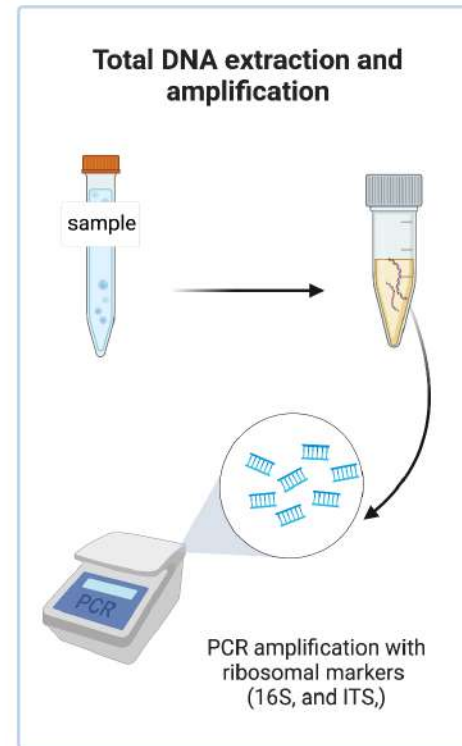 Total DNA extraction and
amplification
sample
PCR
PCR amplification with
ribosomal markers
(16S, and ITS,)